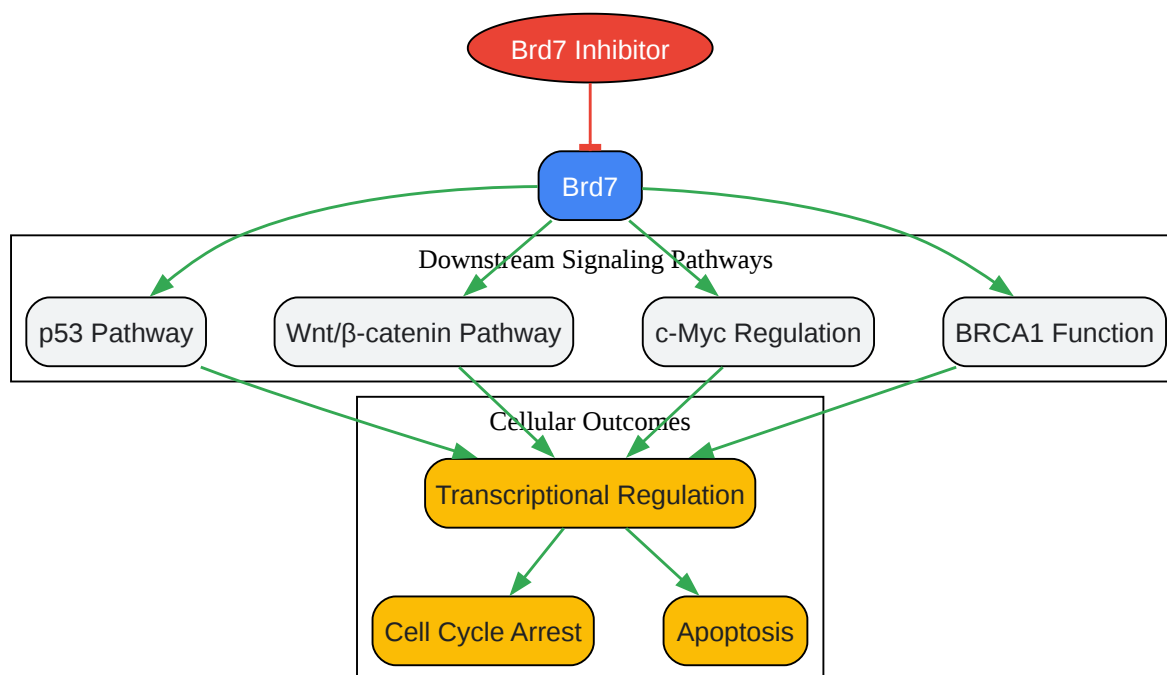 Brd7 Inhibitor
Brd7
Downstream Signaling Pathways
p53 Pathway
Wnt/β-catenin Pathway
c-Myc Regulation
BRCA1 Function
Cellular Outcomes
Transcriptional Regulation
Cell Cycle Arrest
Apoptosis